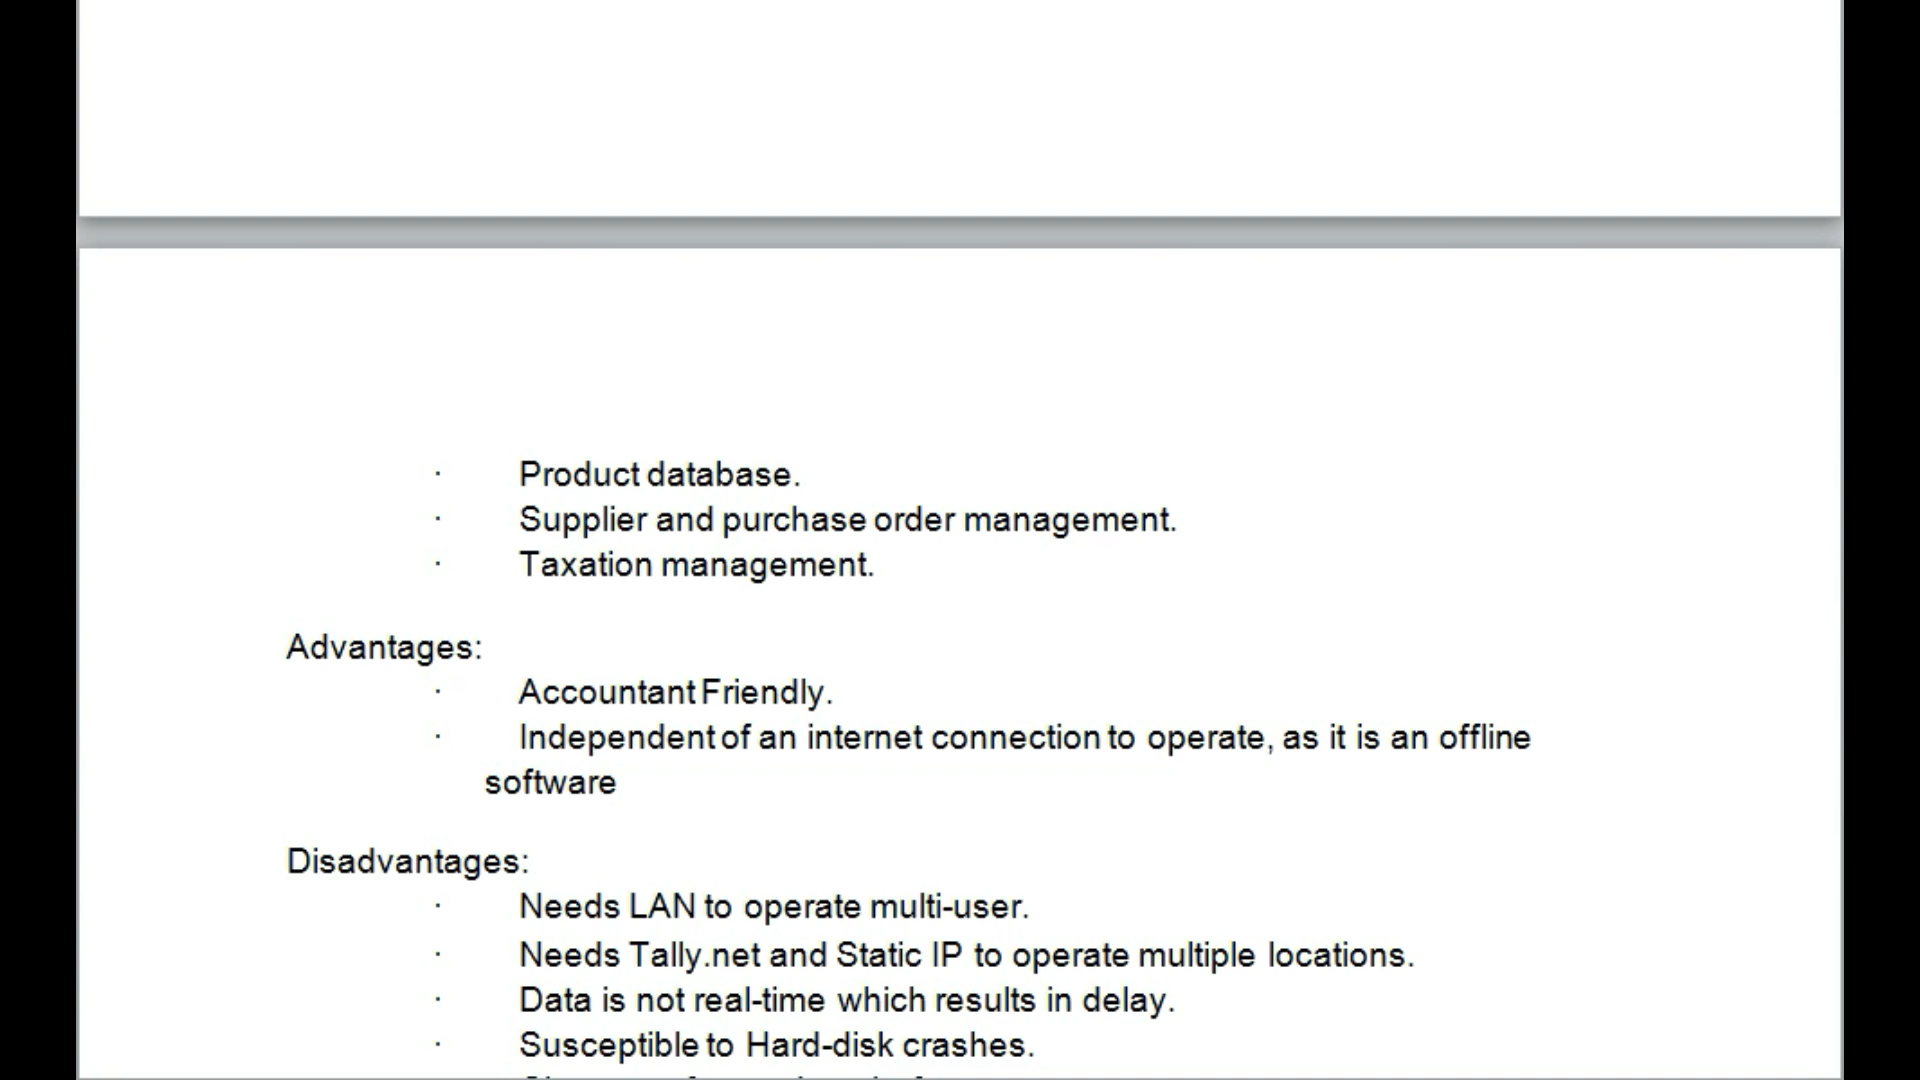 · Product database.
· Supplier and purchase order management.
· Taxation management.
Advantages:
· Accountant Friendly.
· Independent of an internet connection to operate, as it is an offline
software
Disadvantages:
· Needs LAN to operate multi-user.
· Needs Tally.net and Static IP to operate multiple locations.
· Data is not real-time which results in delay.
· Susceptible to Hard-disk crashes.